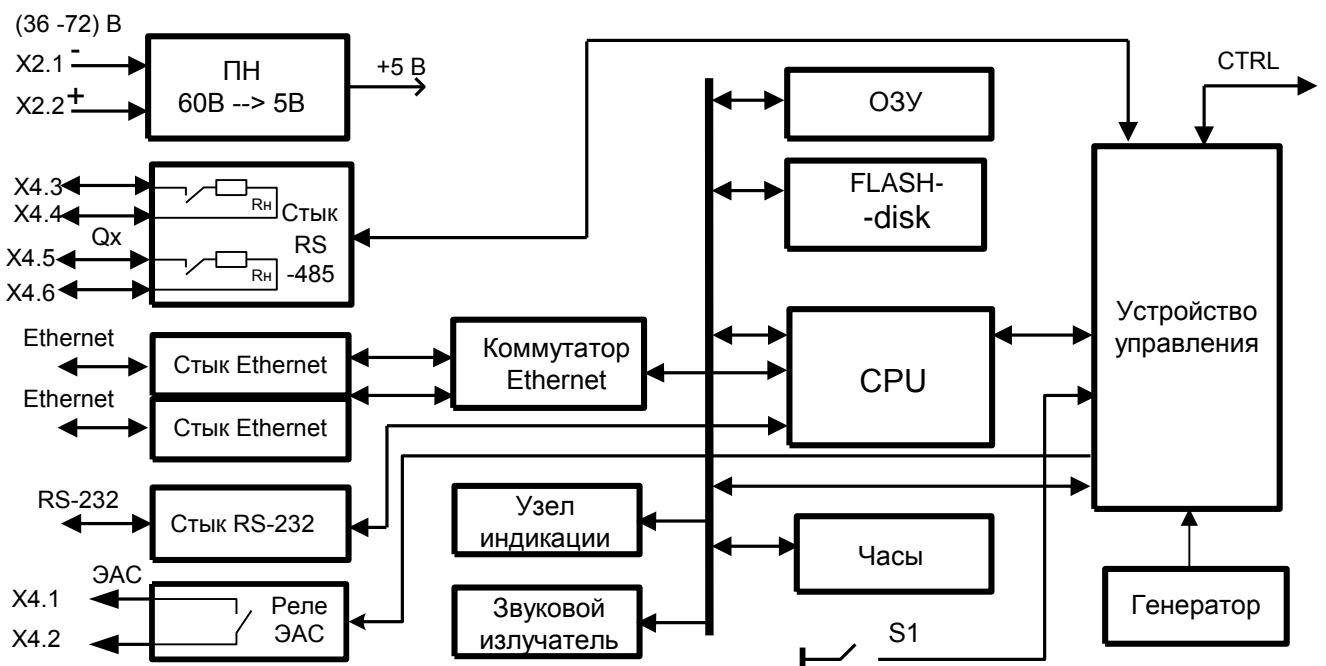 (36 -72) В
X2.1 -
X2.2 +
ПН
60В --> 5В
+5 В
X4.3
X4.4
Qx
X4.5
X4.6
Rн
Rн
Стык
RS
-485
Ethernet
Ethernet
Стык Ethernet
Стык Ethernet
Коммутатор
Ethernet
RS-232
Стык RS-232
ЭАС
X4.1
X4.2
Реле
ЭАС
Узел
индикации
Звуковой
излучатель
ОЗУ
FLASH-
-disk
CPU
Часы
S1
CTRL
Устройство
управления
Генератор